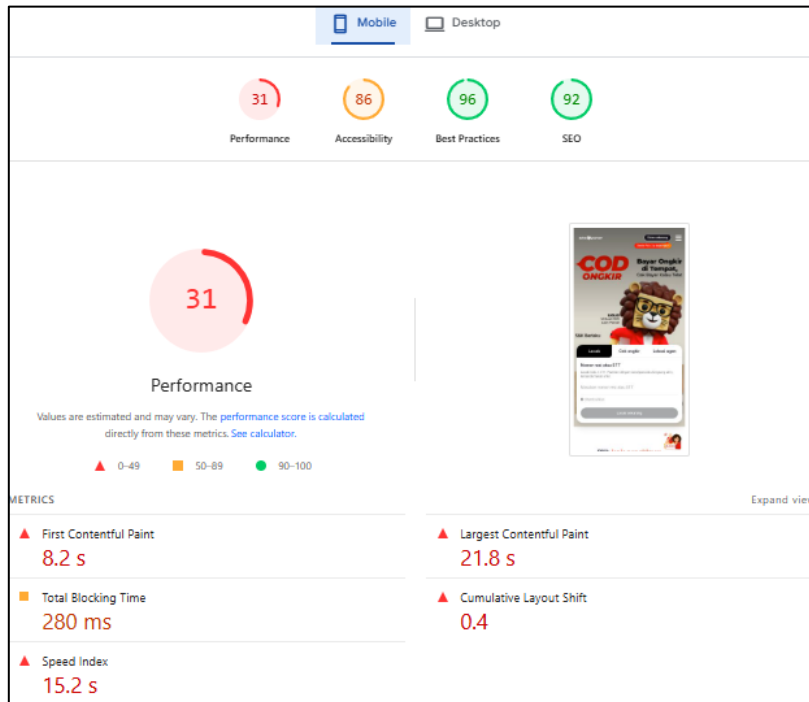 Mobile
Desktop
31
86
96
92
Performance
Accessibility
Best Practices
SEO
31
Performance
Values are estimated and may vary. The performance score is calculated
directly from these metrics. See calculator.
0–49
50–89
90–100
COD
ONGKIR
Bayar Ongkir
di Tempat,
Cek ongkir
METRICS
Expand view
First Contentful Paint
8.2 s
Largest Contentful Paint
21.8 s
Total Blocking Time
280 ms
Cumulative Layout Shift
0.4
Speed Index
15.2 s